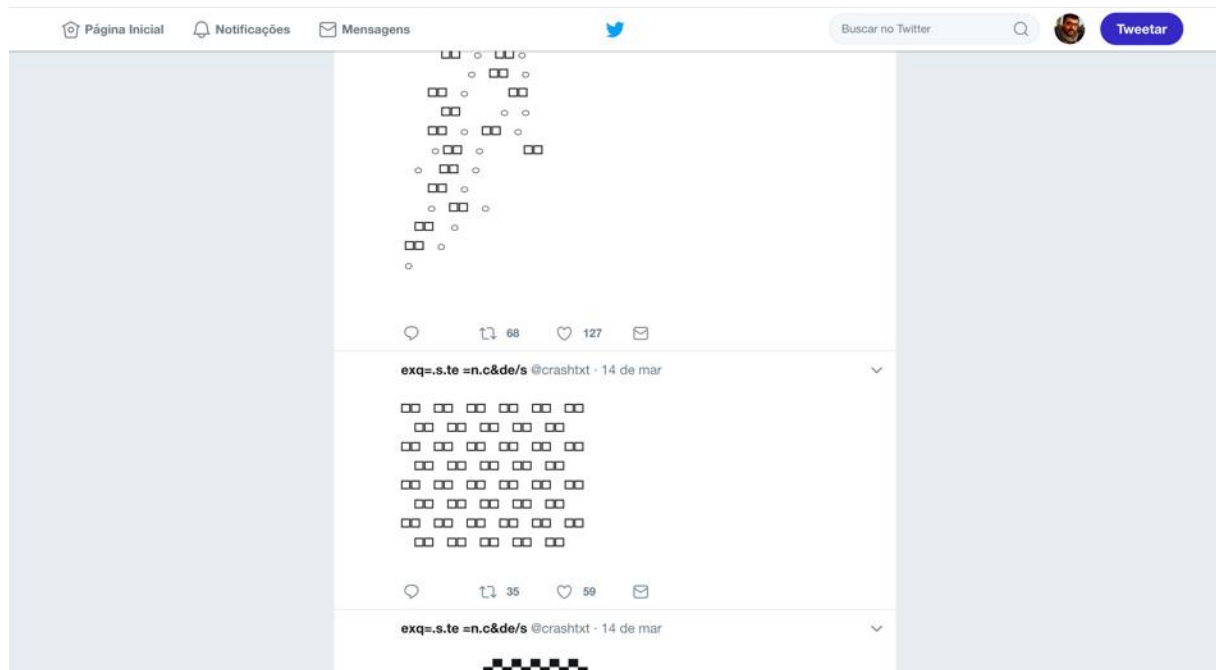 Página Inicial Notificações Mensagens Buscar no Twitter Tweetar
□□ ○ □□○
○ □□ ○
□□ ○ □□
□□ ○ ○
□□ ○ □□ ○
○□□ ○ □□
○ □□ ○
□□ ○
○ □□ ○
□□ ○
□□ ○
○
68 127
exq=.s.te =n.c&de/s @crashtxt · 14 de mar
□□ □□ □□ □□ □□ □□
□□ □□ □□ □□ □□
□□ □□ □□ □□ □□ □□
□□ □□ □□ □□ □□
□□ □□ □□ □□ □□ □□
□□ □□ □□ □□ □□
□□ □□ □□ □□ □□ □□
□□ □□ □□ □□ □□
35 59
exq=.s.te =n.c&de/s @crashtxt · 14 de mar